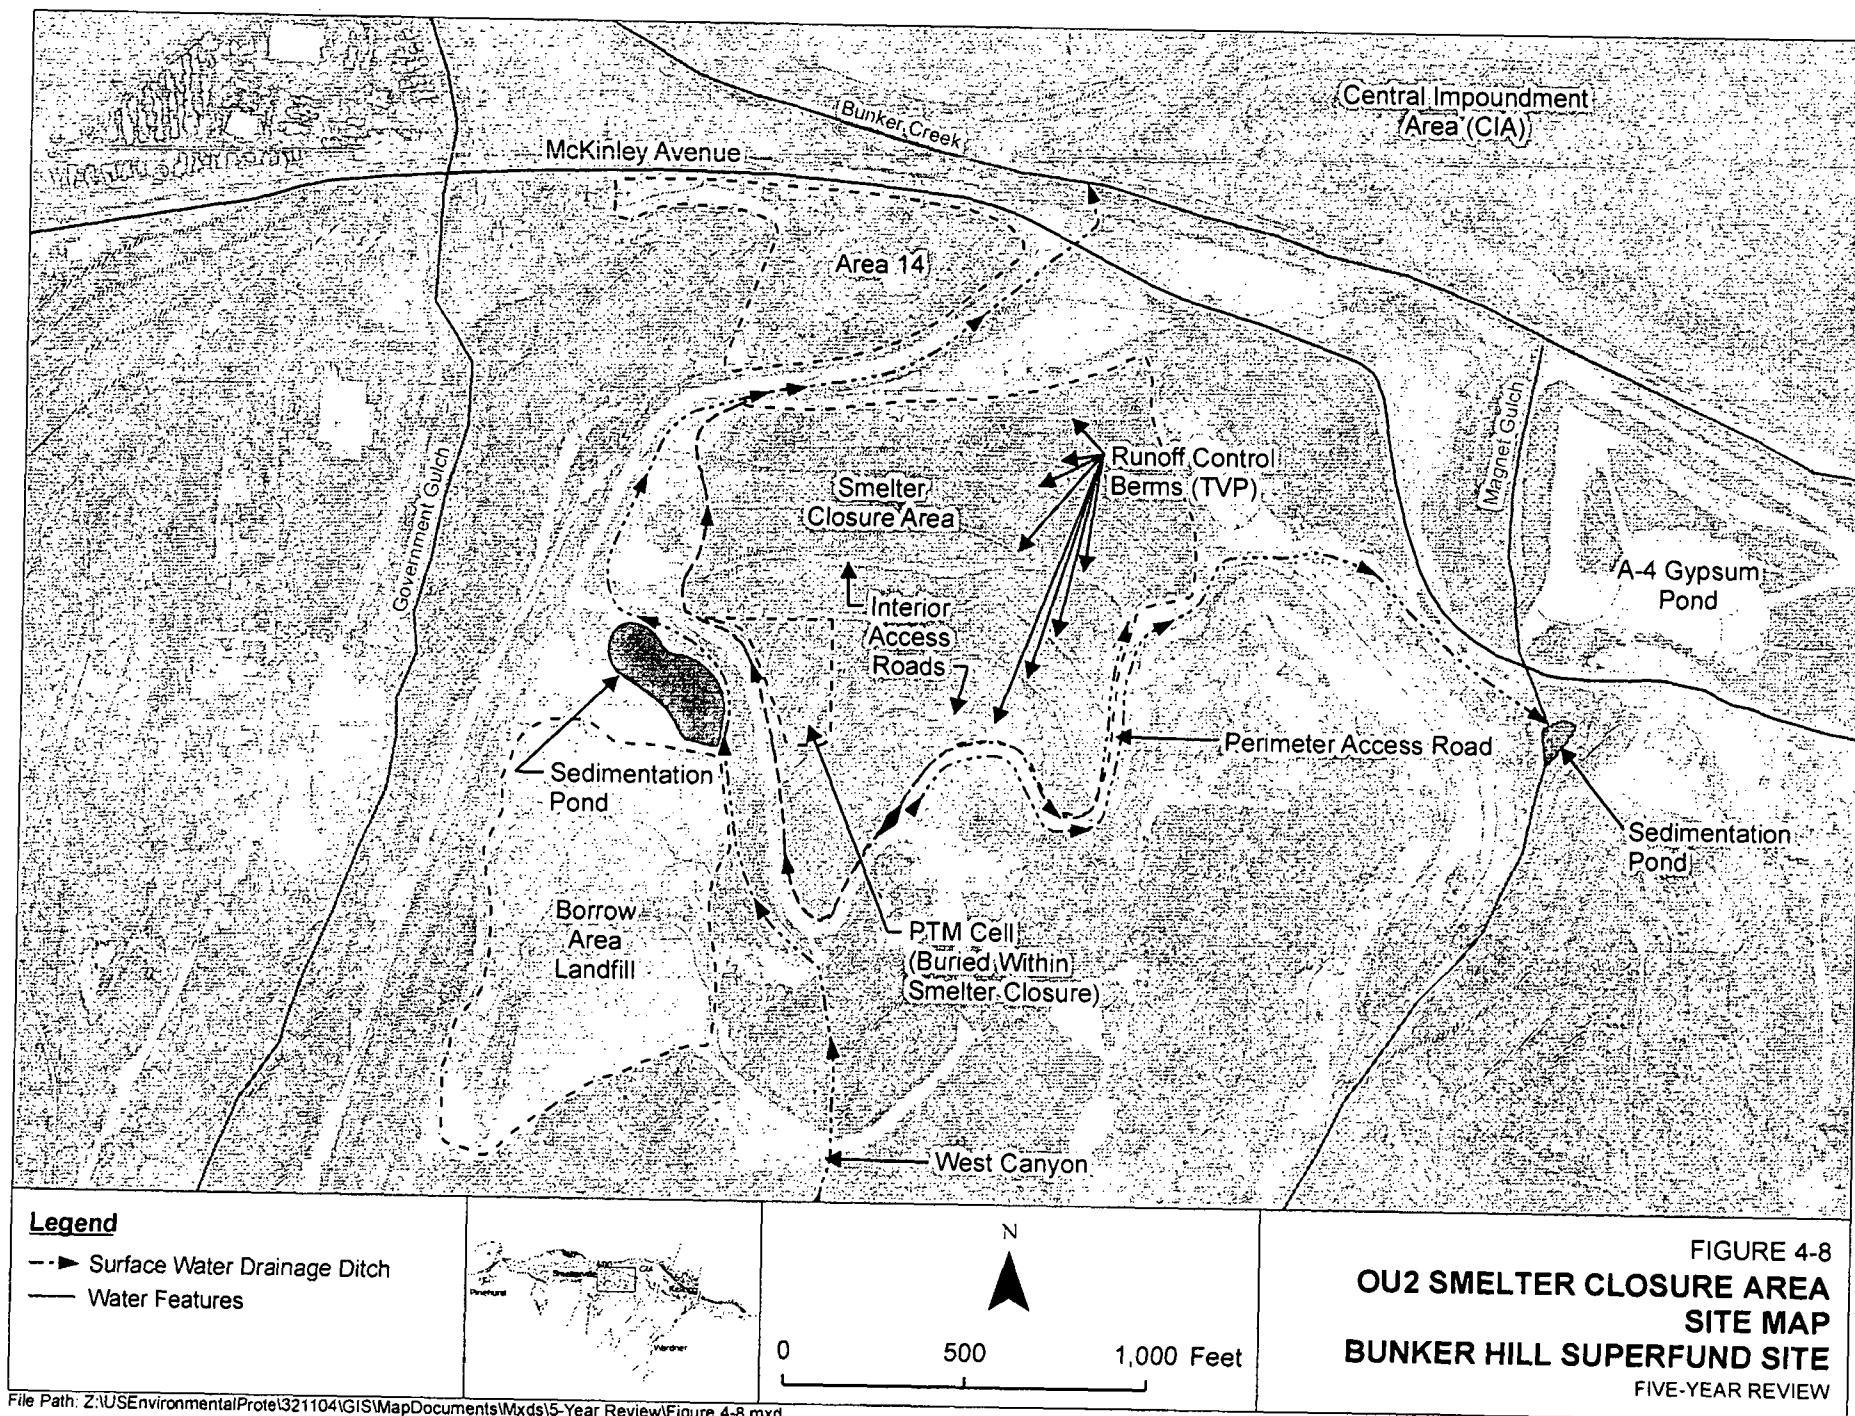 Central Impoundment
Area (CIA)
Bunker Creek
McKinley Avenue
Area 14
Government Gulch
Magnet Gulch
Runoff Control
Berms (TVP)
Smelter
Closure Area
A-4 Gypsum
Pond
Interior
Access
Roads
Perimeter Access Road
Sedimentation
Pond
Sedimentation
Pond
Borrow
Area
Landfill
PTM Cell
(Buried Within
Smelter Closure)
West Canyon
Legend
Surface Water Drainage Ditch
Water Features
Pinehurst
Wardner
N
0 500 1,000 Feet
FIGURE 4-8
OU2 SMELTER CLOSURE AREA
SITE MAP
BUNKER HILL SUPERFUND SITE
FIVE-YEAR REVIEW
File Path: Z:\USEnvironmentalProte\321104\GIS\MapDocuments\Mxds\5-Year Review\Figure 4-8.mxd